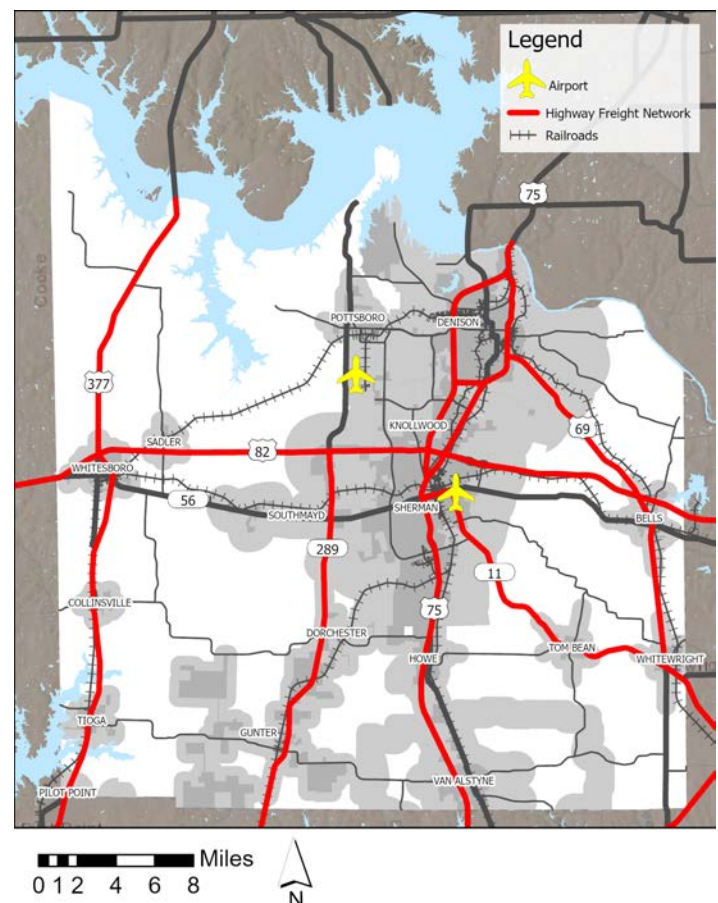 Legend
Airport
Highway Freight Network
Railroads
75
Cooke
POTTSBORO
DENISON
377
KNOLLWOOD
69
SADLER
82
WHITESBORO
56
SHERMAN
SOUTHMAYD
BELLS
289
11
COLLINSVILLE
75
DORCHESTER
TOM BEAN
HOWE
WHITEWRIGHT
TIOGA
GUNTER
VAN ALSTYNE
PILOT POINT
Miles
0 1 2 4 6 8
N